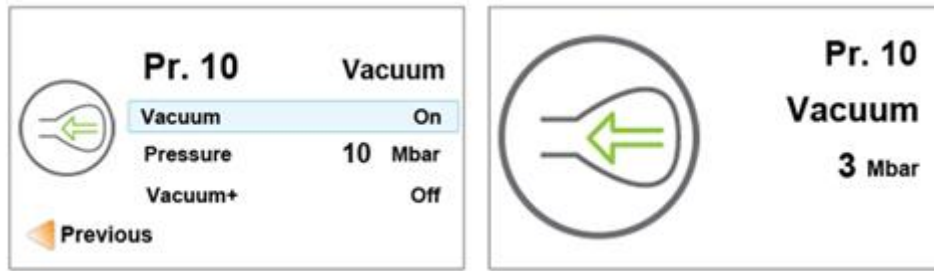 Pr. 10 Vacuum
Vacuum On
Pressure 10 Mbar
Vacuum+ Off
Previous
Pr. 10
Vacuum
3 Mbar